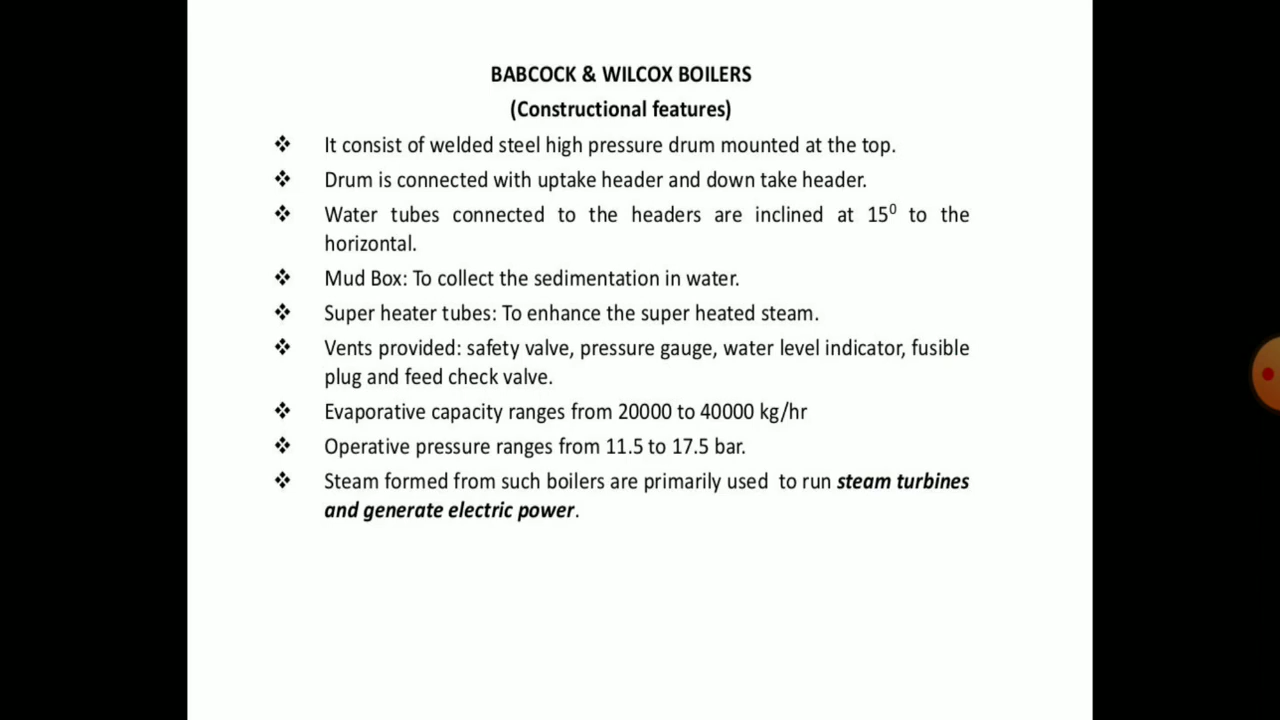 BABCOCK & WILCOX BOILERS
(Constructional features)
❖ It consist of welded steel high pressure drum mounted at the top.
❖ Drum is connected with uptake header and down take header.
❖ Water tubes connected to the headers are inclined at 15⁰ to the
horizontal.
❖ Mud Box: To collect the sedimentation in water.
❖ Super heater tubes: To enhance the super heated steam.
❖ Vents provided: safety valve, pressure gauge, water level indicator, fusible
plug and feed check valve.
❖ Evaporative capacity ranges from 20000 to 40000 kg/hr
❖ Operative pressure ranges from 11.5 to 17.5 bar.
❖ Steam formed from such boilers are primarily used to run steam turbines
and generate electric power.